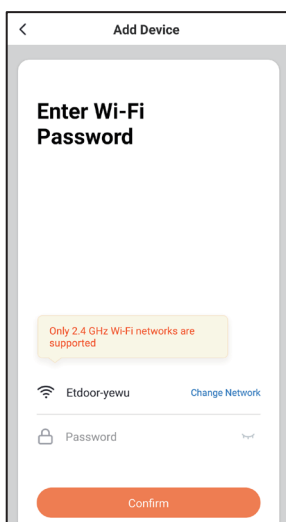 Add Device
Enter Wi-Fi
Password
Only 2.4 GHz Wi-Fi networks are
supported
Etdoor-yewu Change Network
Password
Confirm